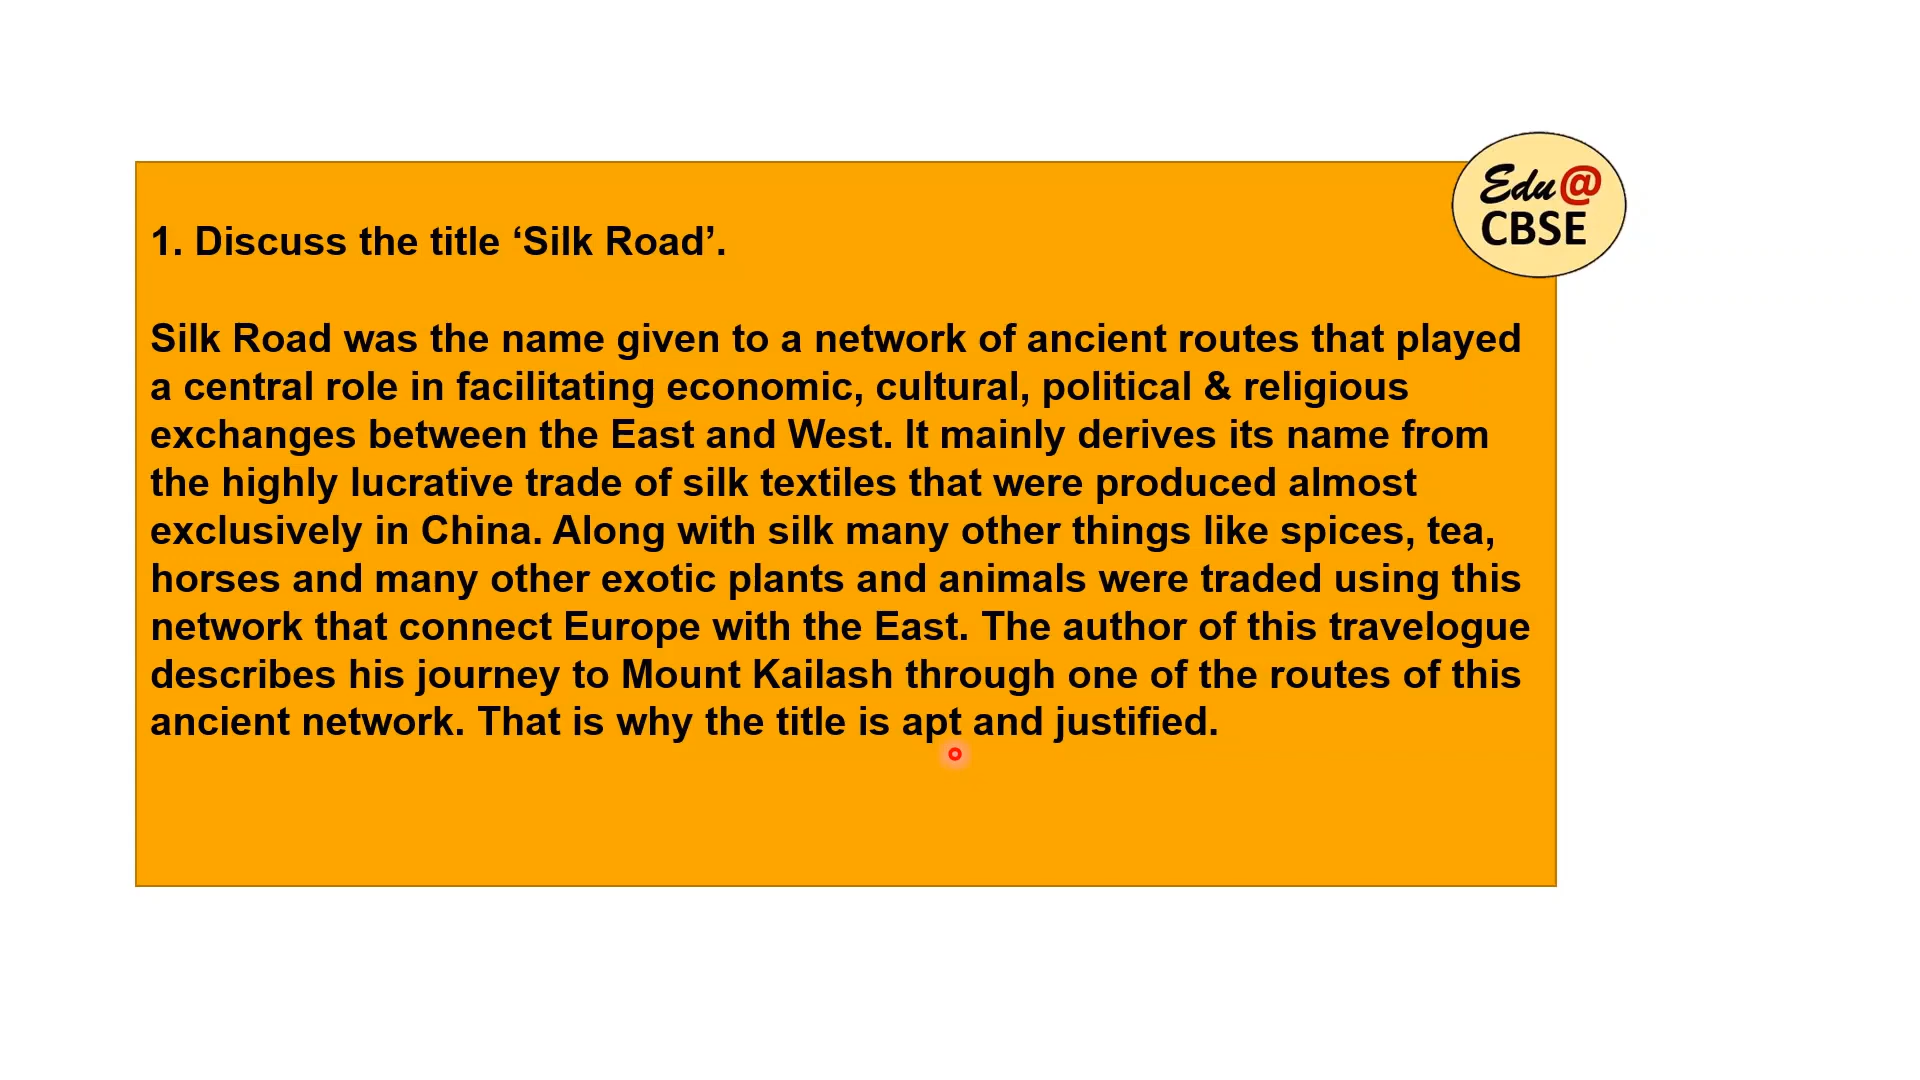 Edu@
CBSE
1. Discuss the title ‘Silk Road’.
Silk Road was the name given to a network of ancient routes that played
a central role in facilitating economic, cultural, political & religious
exchanges between the East and West. It mainly derives its name from
the highly lucrative trade of silk textiles that were produced almost
exclusively in China. Along with silk many other things like spices, tea,
horses and many other exotic plants and animals were traded using this
network that connect Europe with the East. The author of this travelogue
describes his journey to Mount Kailash through one of the routes of this
ancient network. That is why the title is apt and justified.